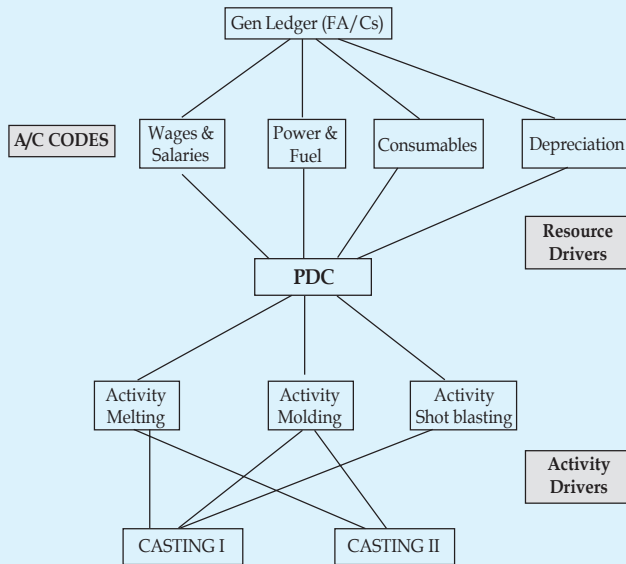 Gen Ledger (FA/Cs)
A/C CODES
Wages &
Salaries
Power &
Fuel
Consumables
Depreciation
Resource
Drivers
PDC
Activity
Melting
Activity
Molding
Activity
Shot blasting
Activity
Drivers
CASTING I
CASTING II